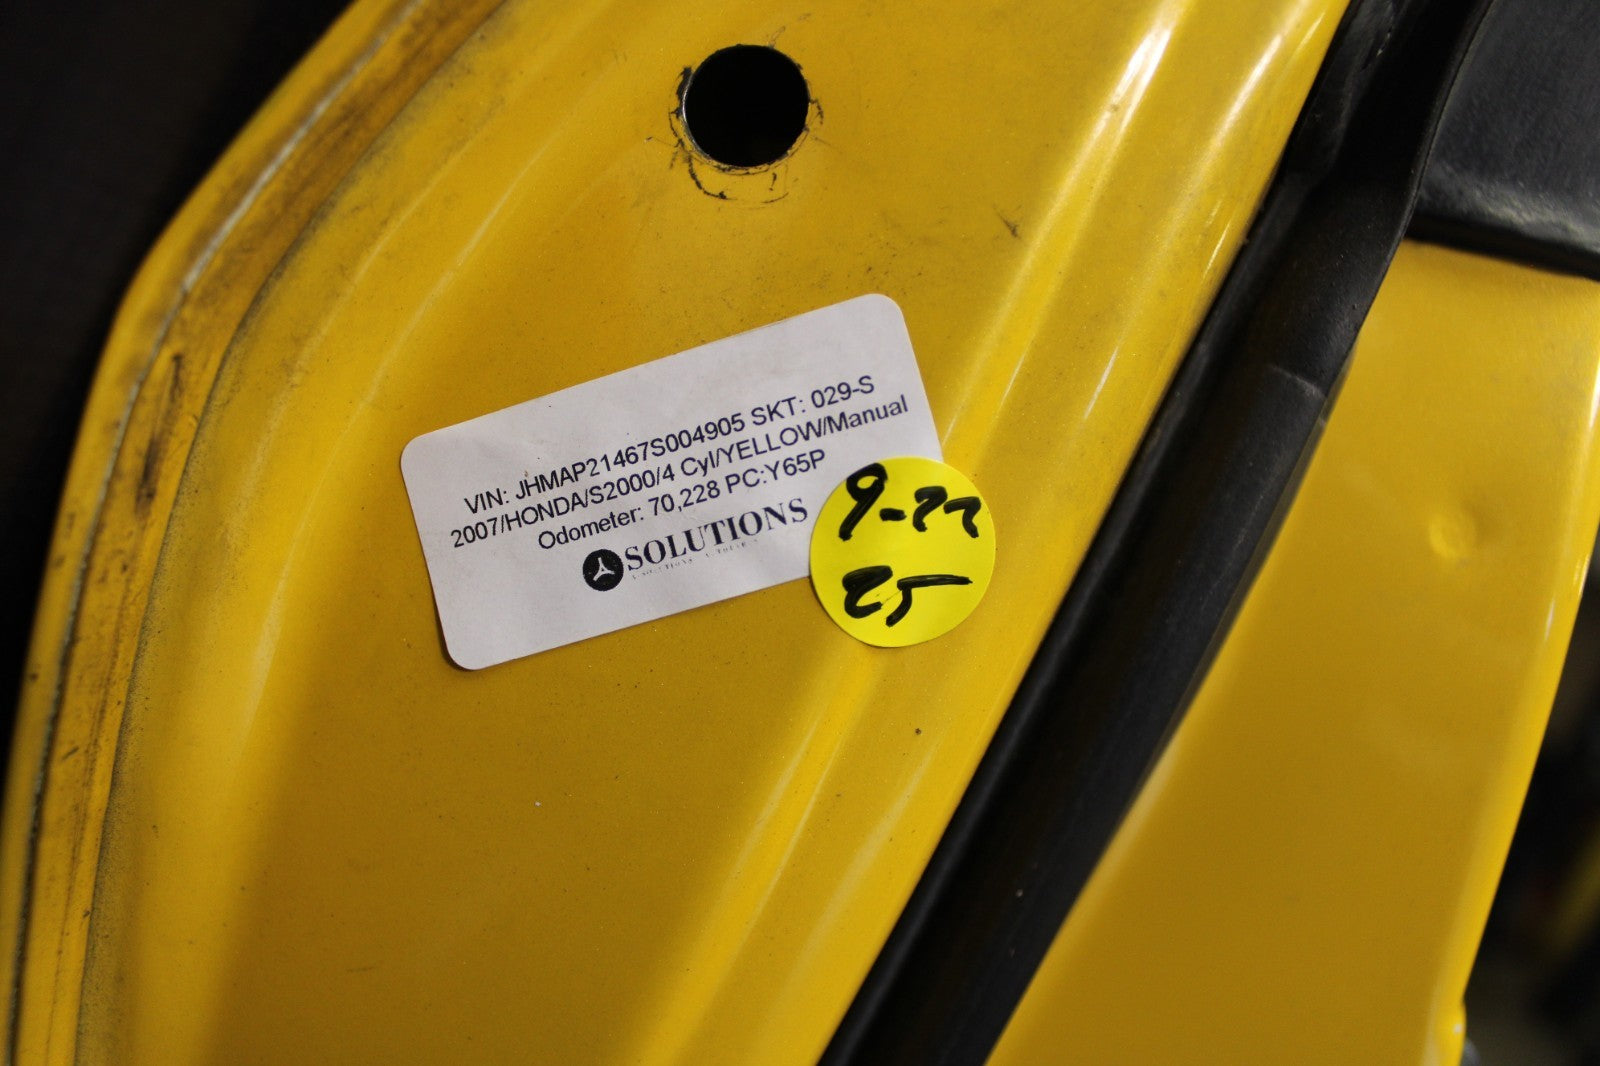 VIN: JHMAP21467S004905 SKT: 029-S
2007/HONDA/S2000/4 Cyl/YELLOW/Manual
Odometer: 70,228 PC:Y65P
SOLUTIONS
9-22
25